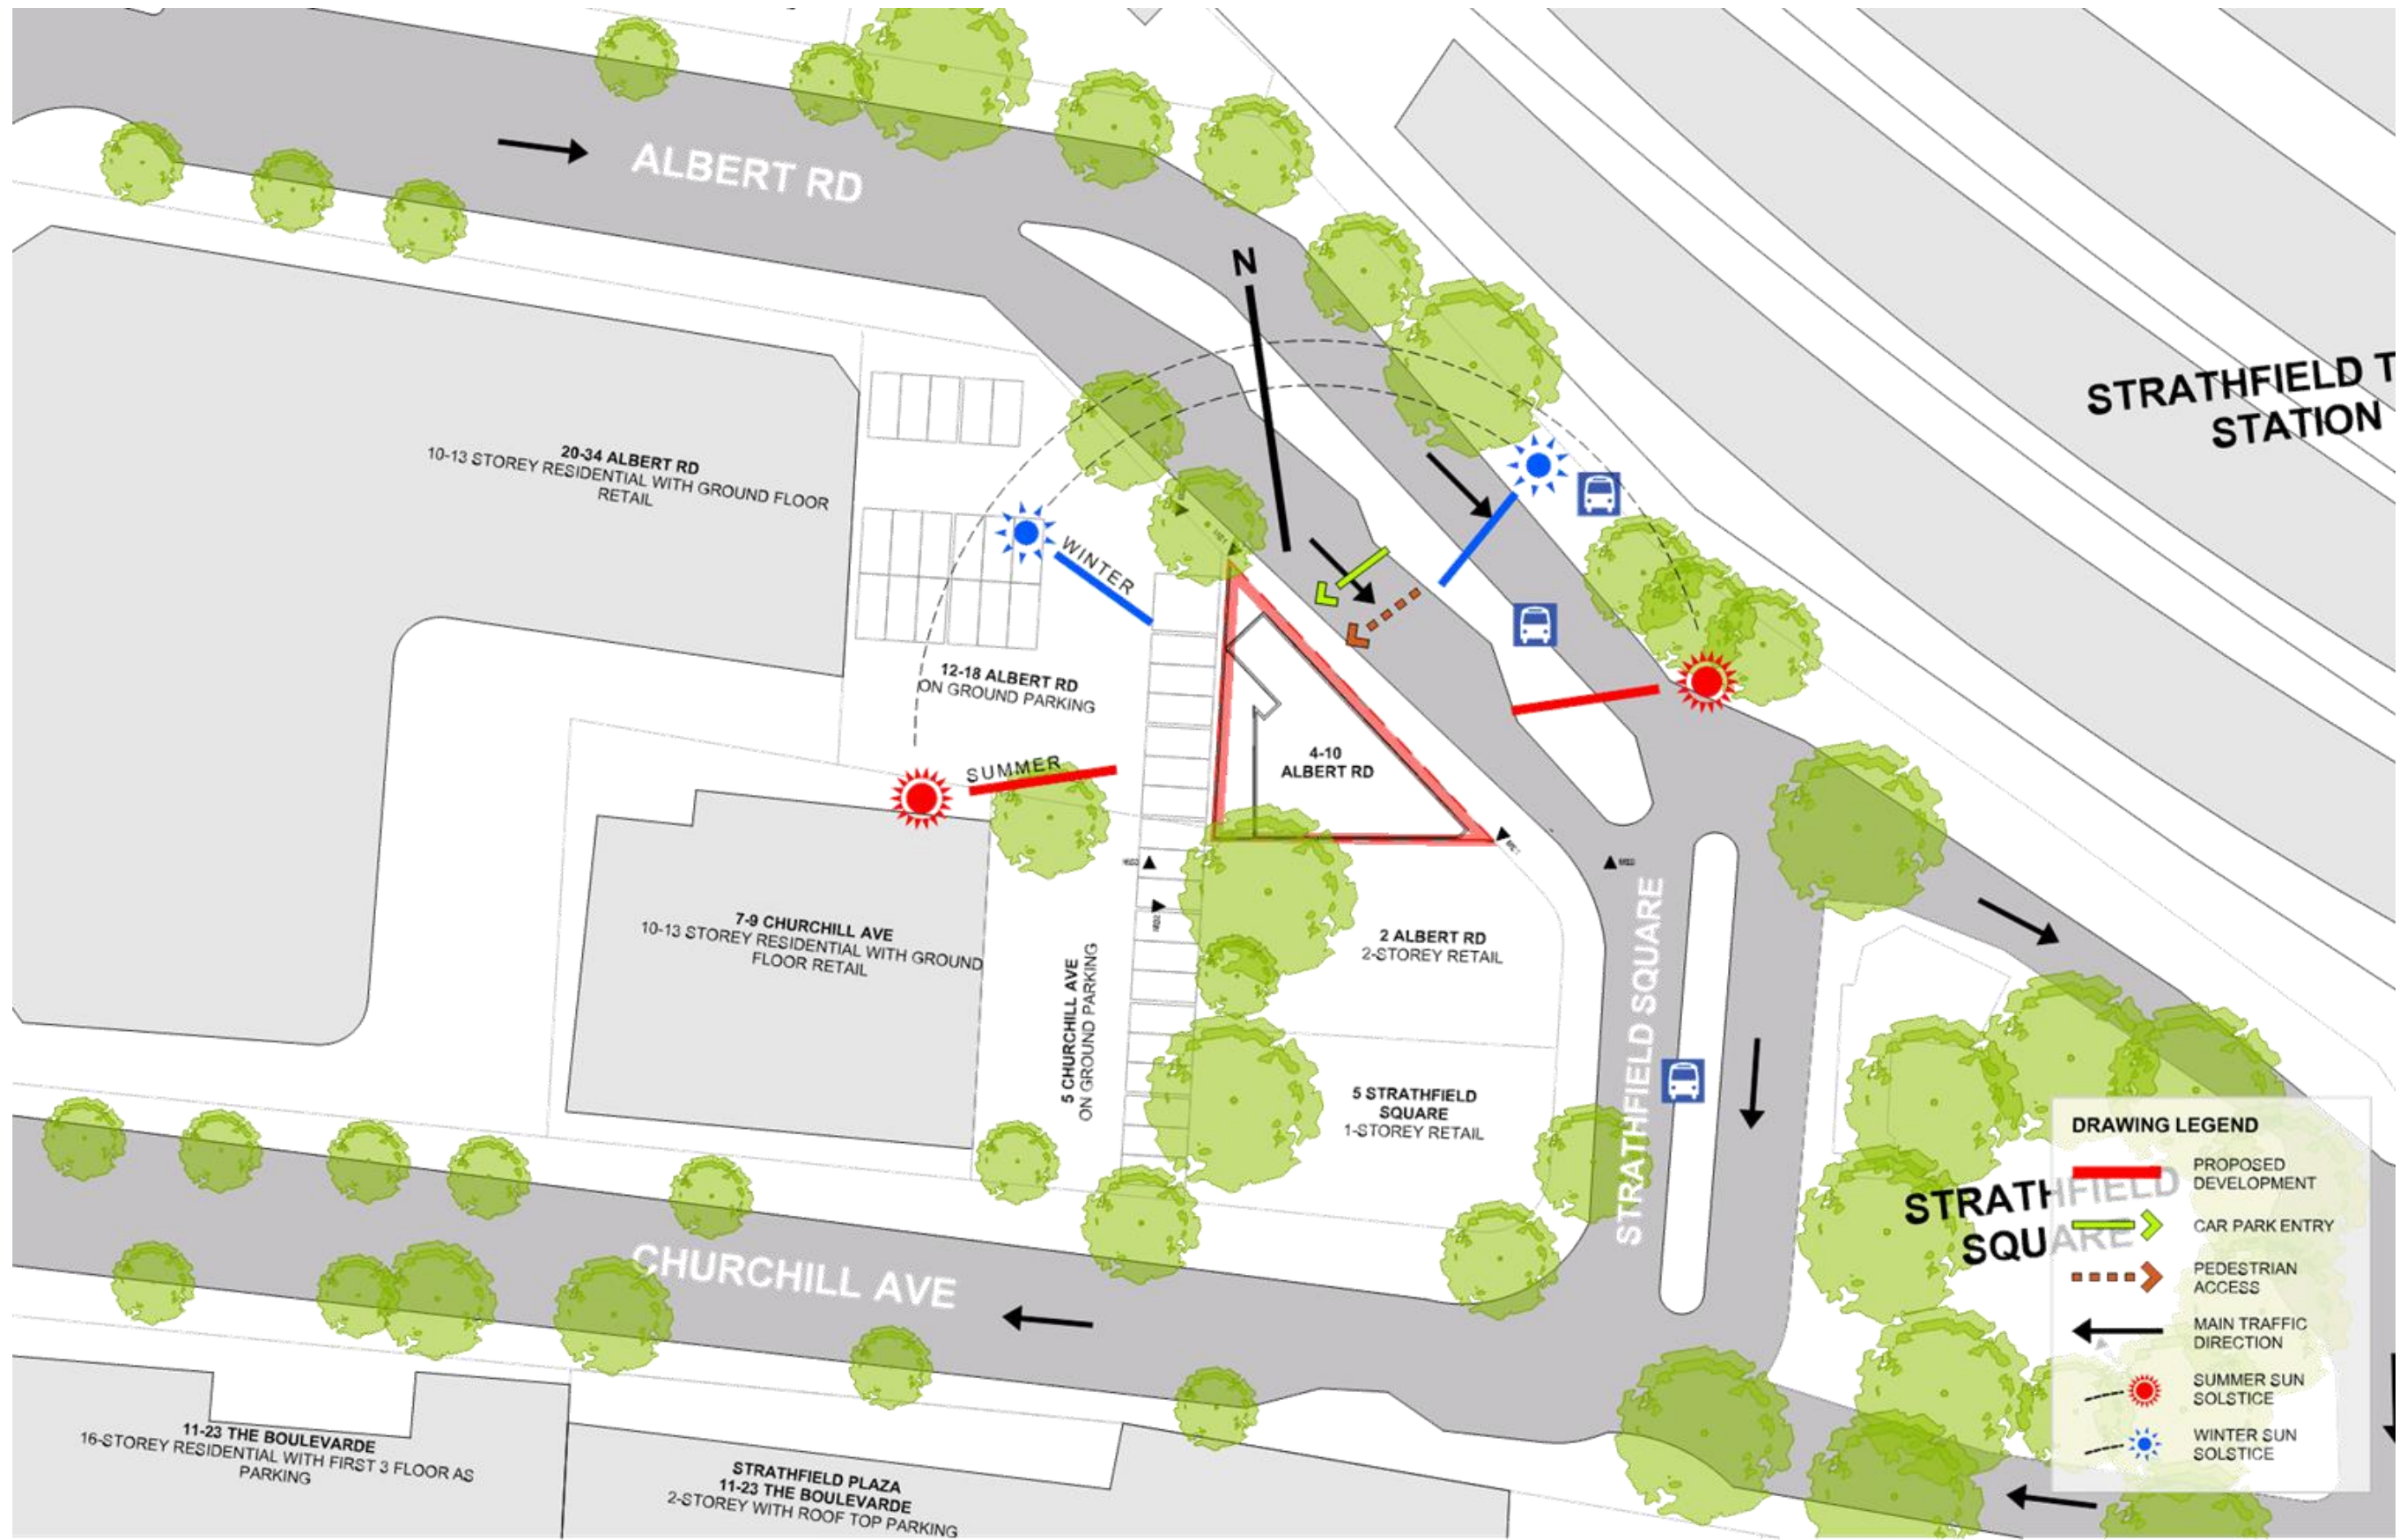 ALBERT RD
N
STRATHFIELD T
STATION
20-34 ALBERT RD
10-13 STOREY RESIDENTIAL WITH GROUND FLOOR
RETAIL
WINTER
12-18 ALBERT RD
ON GROUND PARKING
SUMMER
4-10
ALBERT RD
7-9 CHURCHILL AVE
10-13 STOREY RESIDENTIAL WITH GROUND
FLOOR RETAIL
5 CHURCHILL AVE
ON GROUND PARKING
2 ALBERT RD
2-STOREY RETAIL
5 STRATHFIELD
SQUARE
1-STOREY RETAIL
STRATHFIELD SQUARE
STRATHFIELD
SQUARE
CHURCHILL AVE
11-23 THE BOULEVARDE
16-STOREY RESIDENTIAL WITH FIRST 3 FLOOR AS
PARKING
STRATHFIELD PLAZA
11-23 THE BOULEVARDE
2-STOREY WITH ROOF TOP PARKING
DRAWING LEGEND
PROPOSED
DEVELOPMENT
CAR PARK ENTRY
PEDESTRIAN
ACCESS
MAIN TRAFFIC
DIRECTION
SUMMER SUN
SOLSTICE
WINTER SUN
SOLSTICE